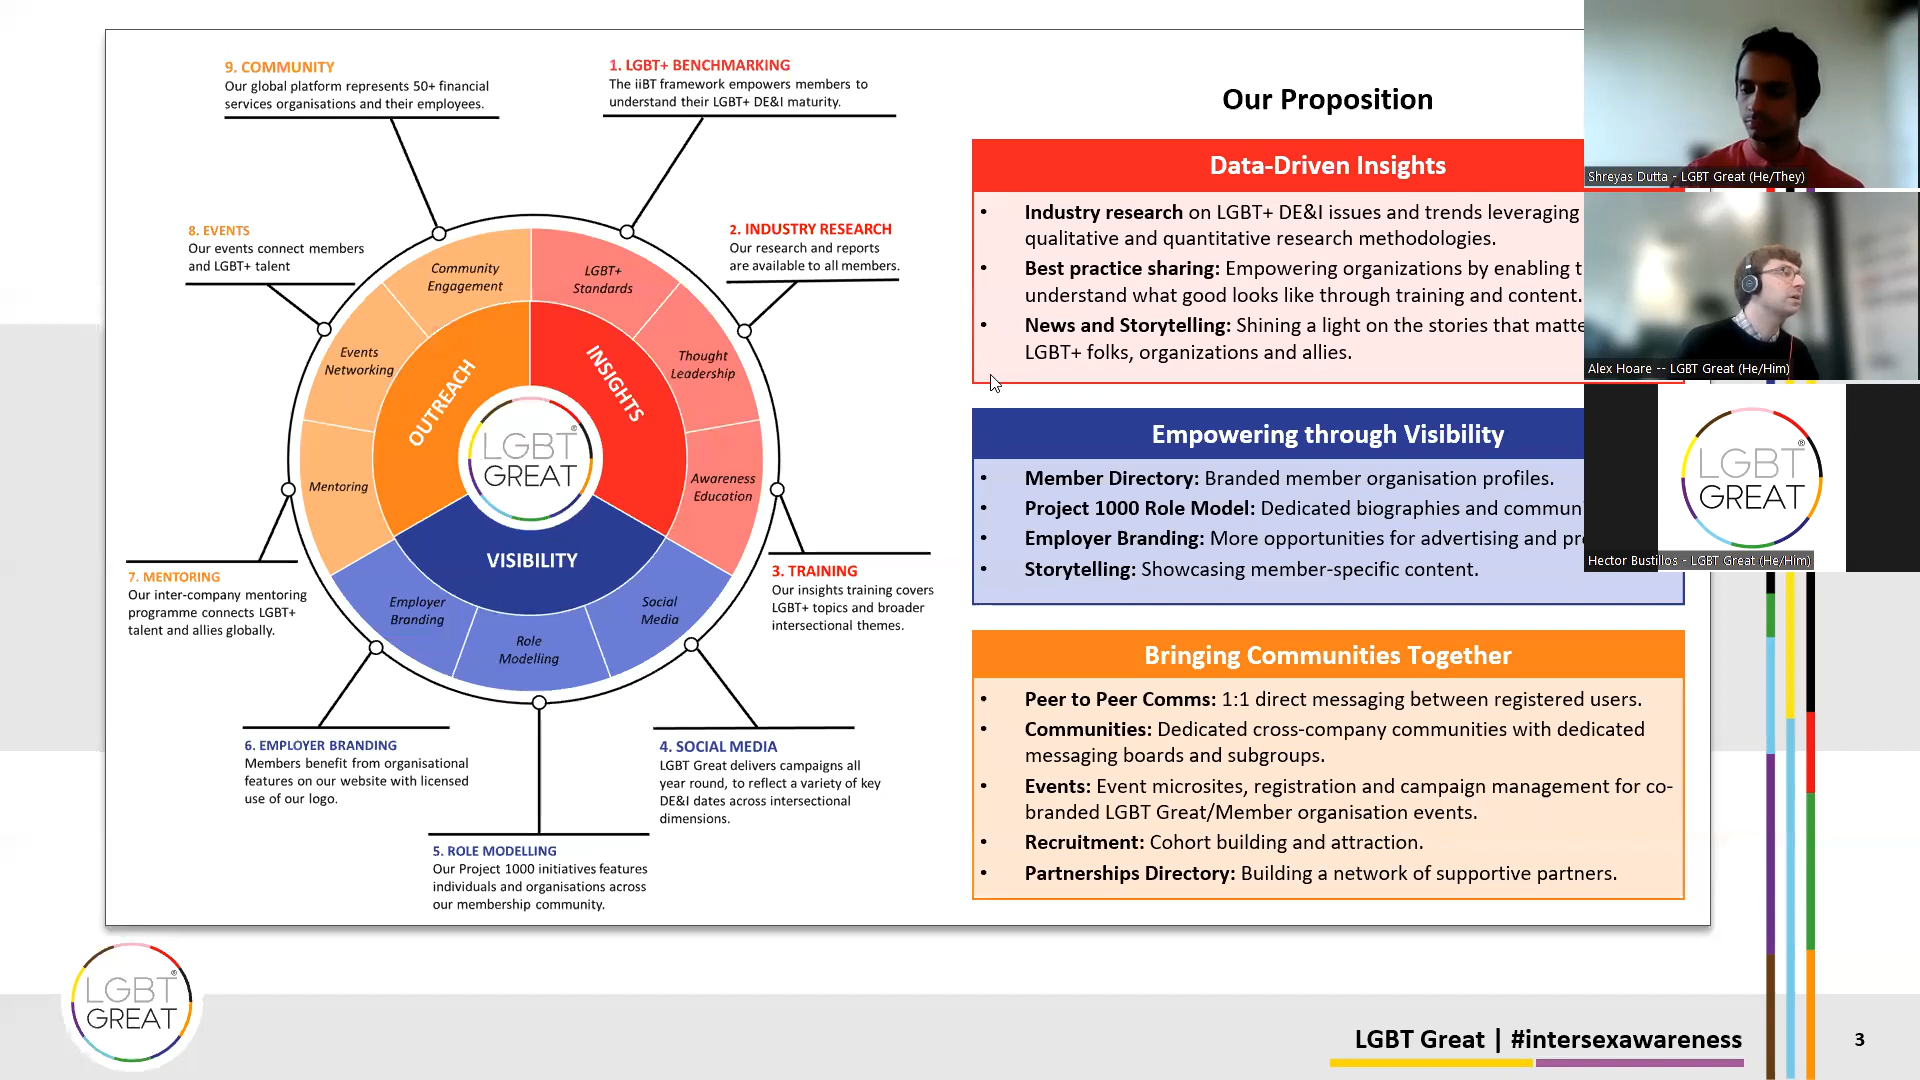 9. COMMUNITY
Our global platform represents 50+ financial
services organisations and their employees.
1. LGBT+ BENCHMARKING
The iiBT framework empowers members to
understand their LGBT+ DE&I maturity.
8. EVENTS
Our events connect members
and LGBT+ talent
2. INDUSTRY RESEARCH
Our research and reports
are available to all members.
Community
Engagement
LGBT+
Standards
Events
Networking
Thought
Leadership
OUTREACH
INSIGHTS
LGBT®
GREAT
Mentoring
Awareness
Education
VISIBILITY
Employer
Branding
Role
Modelling
Social
Media
7. MENTORING
Our inter-company mentoring
programme connects LGBT+
talent and allies globally.
3. TRAINING
Our insights training covers
LGBT+ topics and broader
intersectional themes.
6. EMPLOYER BRANDING
Members benefit from organisational
features on our website with licensed
use of our logo.
4. SOCIAL MEDIA
LGBT Great delivers campaigns all
year round, to reflect a variety of key
DE&I dates across intersectional
dimensions.
5. ROLE MODELLING
Our Project 1000 initiatives features
individuals and organisations across
our membership community.
Our Proposition
Data-Driven Insights
• Industry research on LGBT+ DE&I issues and trends leveraging
qualitative and quantitative research methodologies.
• Best practice sharing: Empowering organizations by enabling
understand what good looks like through training and content.
• News and Storytelling: Shining a light on the stories that
LGBT+ folks, organizations and allies.
Empowering through Visibility
• Member Directory: Branded member organisation profiles.
• Project 1000 Role Model: Dedicated biographies and
• Employer Branding: More opportunities for advertising and
• Storytelling: Showcasing member-specific content.
Bringing Communities Together
• Peer to Peer Comms: 1:1 direct messaging between registered users.
• Communities: Dedicated cross-company communities with dedicated
messaging boards and subgroups.
• Events: Event microsites, registration and campaign management for co-
branded LGBT Great/Member organisation events.
• Recruitment: Cohort building and attraction.
• Partnerships Directory: Building a network of supportive partners.
Shreyas Dutta - LGBT Great (He/They)
Alex Hoare -- LGBT Great (He/Him)
LGBT®
GREAT
Hector Bustillos - LGBT Great (He/Him)
LGBT®
GREAT
LGBT Great | #intersexawareness
3